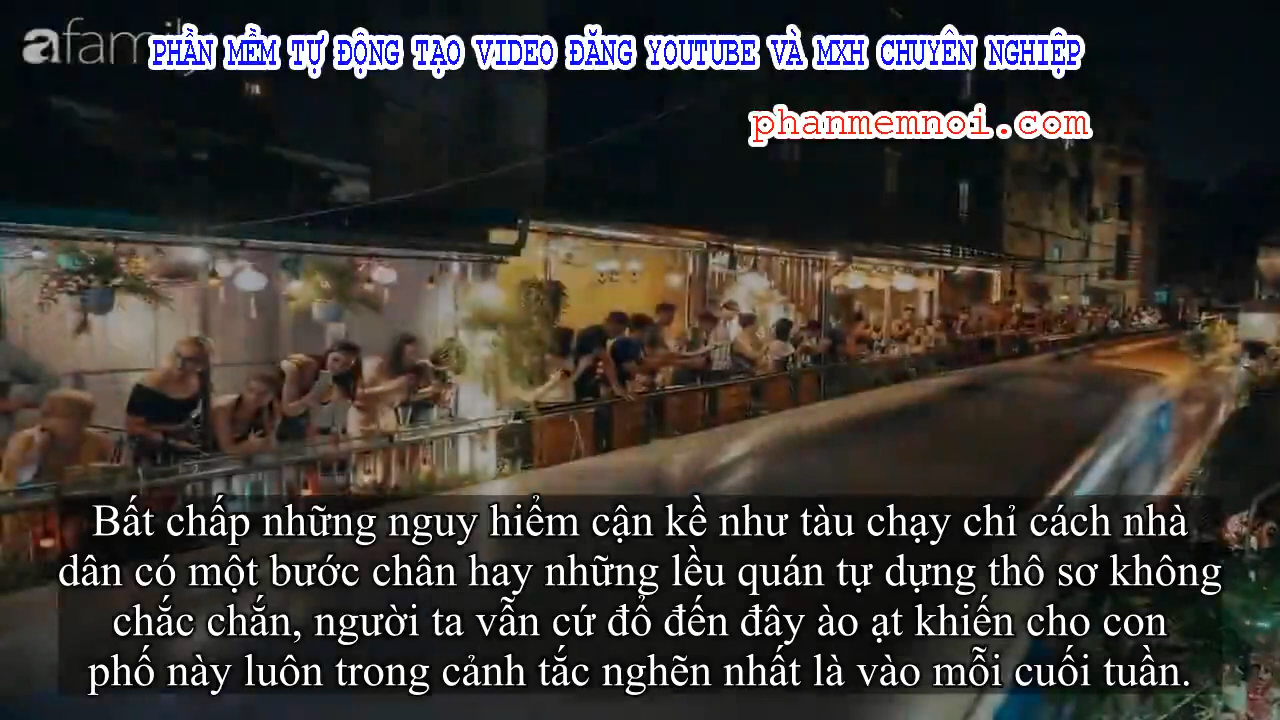 afamily
PHẦN MỀM TỰ ĐỘNG TẠO VIDEO ĐĂNG YOUTUBE VÀ MXH CHUYÊN NGHIỆP
phanmemnoi.com
Bất chấp những nguy hiểm cận kề như tàu chạy chỉ cách nhà
dân có một bước chân hay những lều quán tự dựng thô sơ không
chắc chắn, người ta vẫn cứ đổ đến đây ào ạt khiến cho con
phố này luôn trong cảnh tắc nghẽn nhất là vào mỗi cuối tuần.